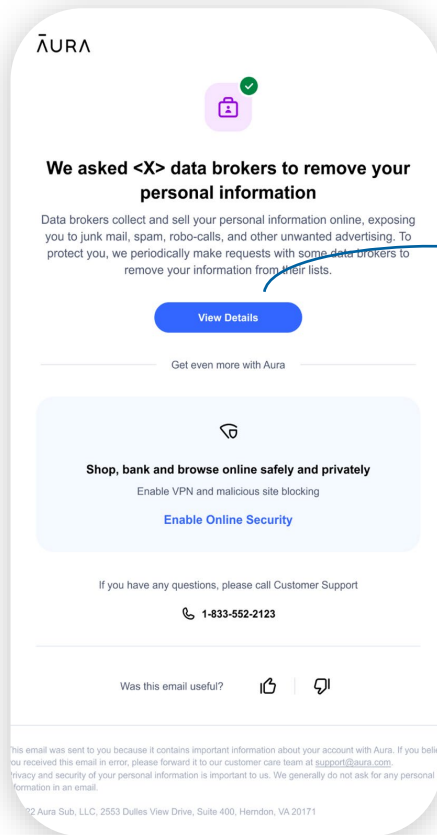 ĀURA
We asked <X> data brokers to remove your
personal information
Data brokers collect and sell your personal information online, exposing
you to junk mail, spam, robo-calls, and other unwanted advertising. To
protect you, we periodically make requests with some data brokers to
remove your information from their lists.
View Details
Get even more with Aura
Shop, bank and browse online safely and privately
Enable VPN and malicious site blocking
Enable Online Security
If you have any questions, please call Customer Support
1-833-552-2123
Was this email useful?
This email was sent to you because it contains important information about your account with Aura. If you
you received this email in error, please forward it to our customer care team at support@aura.com.
Privacy and security of your personal information is important to us. We generally do not ask for any personal
information in an email.
Aura Sub, LLC, 2553 Dulles View Drive, Suite 400, Herndon, VA 20171